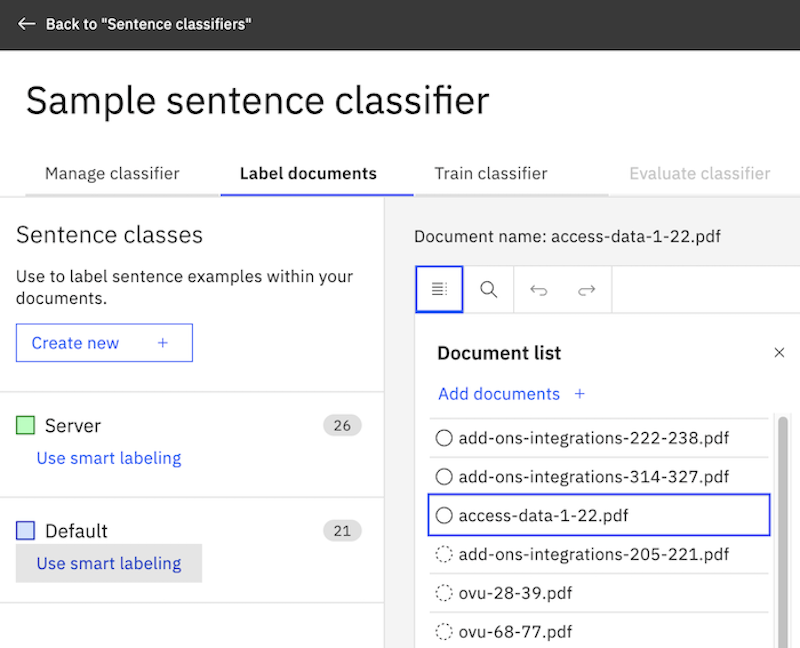 Back to "Sentence classifiers"
Sample sentence classifier
Manage classifier
Label documents
Train classifier
Evaluate classifier
Sentence classes
Use to label sentence examples within your
documents.
Create new +
Server 26
Use smart labeling
Default 21
Use smart labeling
Document name: access-data-1-22.pdf
Document list
Add documents +
add-ons-integrations-222-238.pdf
add-ons-integrations-314-327.pdf
access-data-1-22.pdf
add-ons-integrations-205-221.pdf
ovu-28-39.pdf
ovu-68-77.pdf